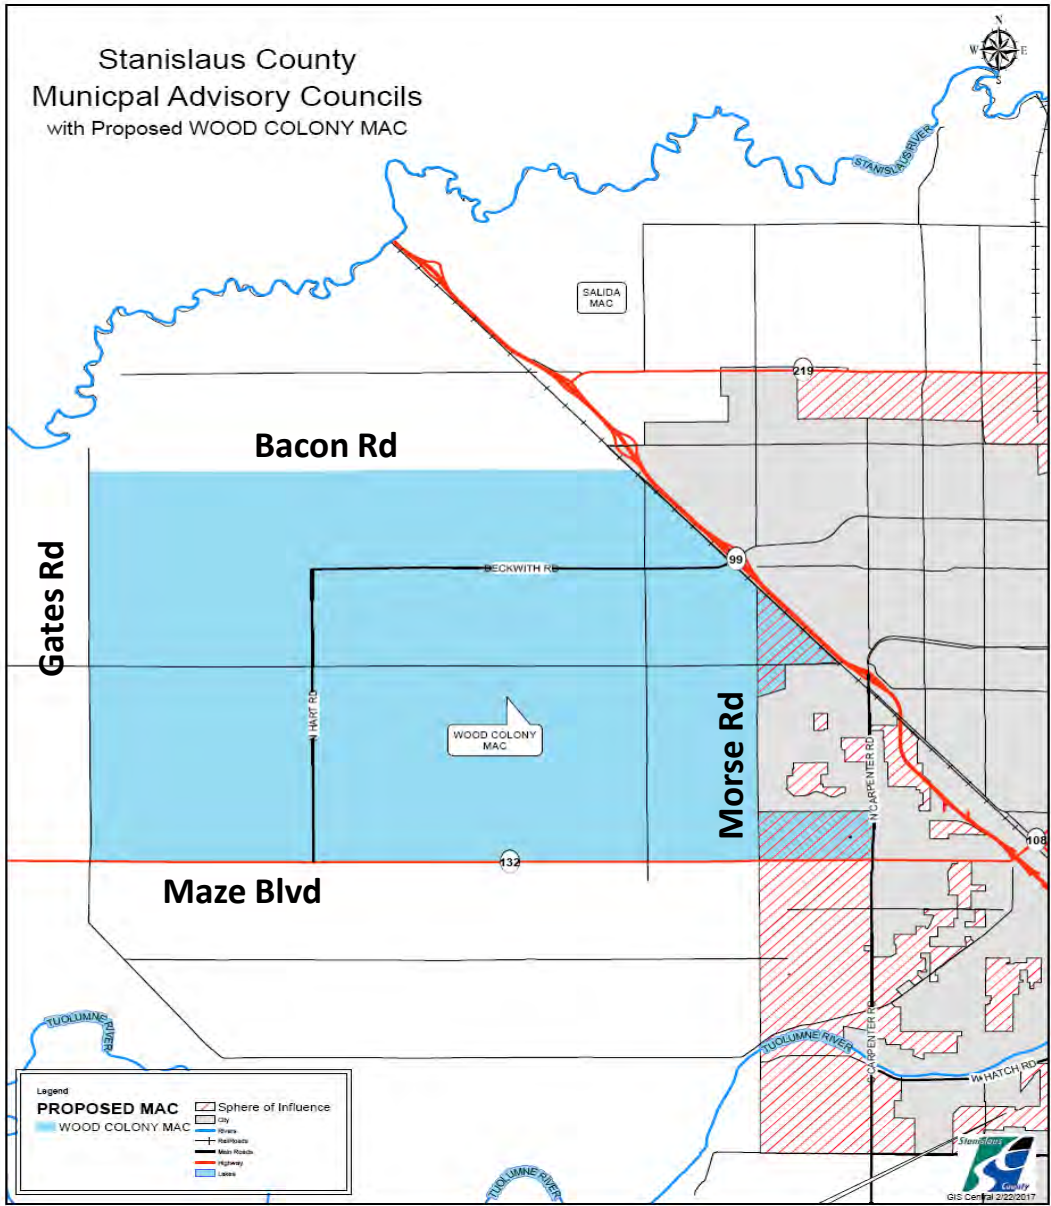 Stanislaus County
Municpal Advisory Councils
with Proposed WOOD COLONY MAC
N
W
E
S
STANISLAUS RIVER
SALIDA
MAC
219
Bacon Rd
Gates Rd
BECKWITH RD
99
N HART RD
WOOD COLONY
MAC
Morse Rd
N CARPENTER RD
108
132
Maze Blvd
TUOLUMNE
RIVER
TUOLUMNE RIVER
S CARPENTER RD
W HATCH RD
TUOLUMNE RIVER
Legend
PROPOSED MAC
WOOD COLONY MAC
Sphere of Influence
City
Rivers
RailRoads
Main Roads
Highway
Lakes
Stanislaus
County
GIS Central 2/22/2017